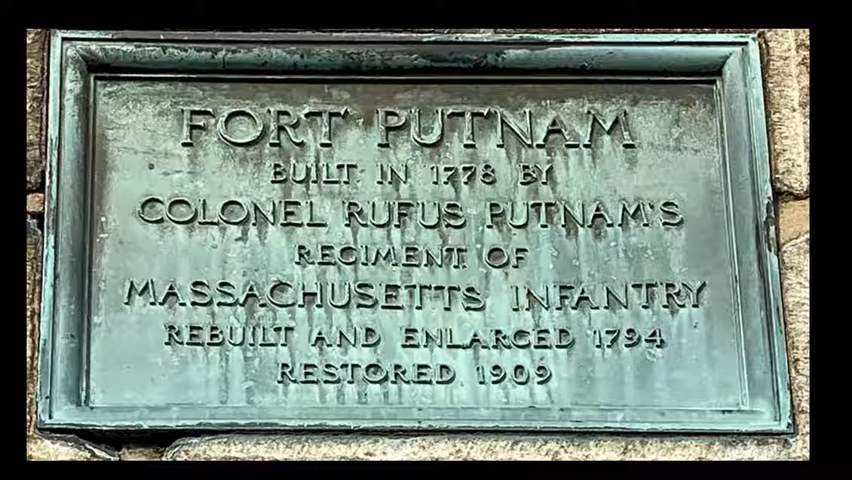 FORT PUTNAM
BUILT IN 1778 BY
COLONEL RUFUS PUTNAM'S
REGIMENT OF
MASSACHUSETTS INFANTRY
REBUILT AND ENLARGED 1794
RESTORED 1909